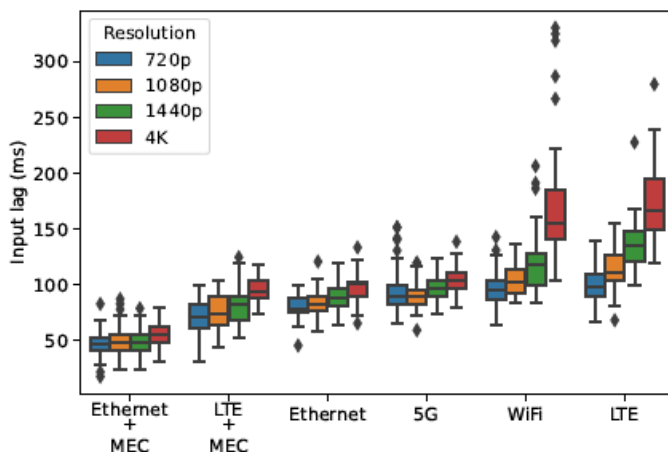 Resolution
720p
1080p
1440p
4K
Input lag (ms)
300
250
200
150
100
50
Ethernet
+
MEC
LTE
+
MEC
Ethernet
5G
WiFi
LTE